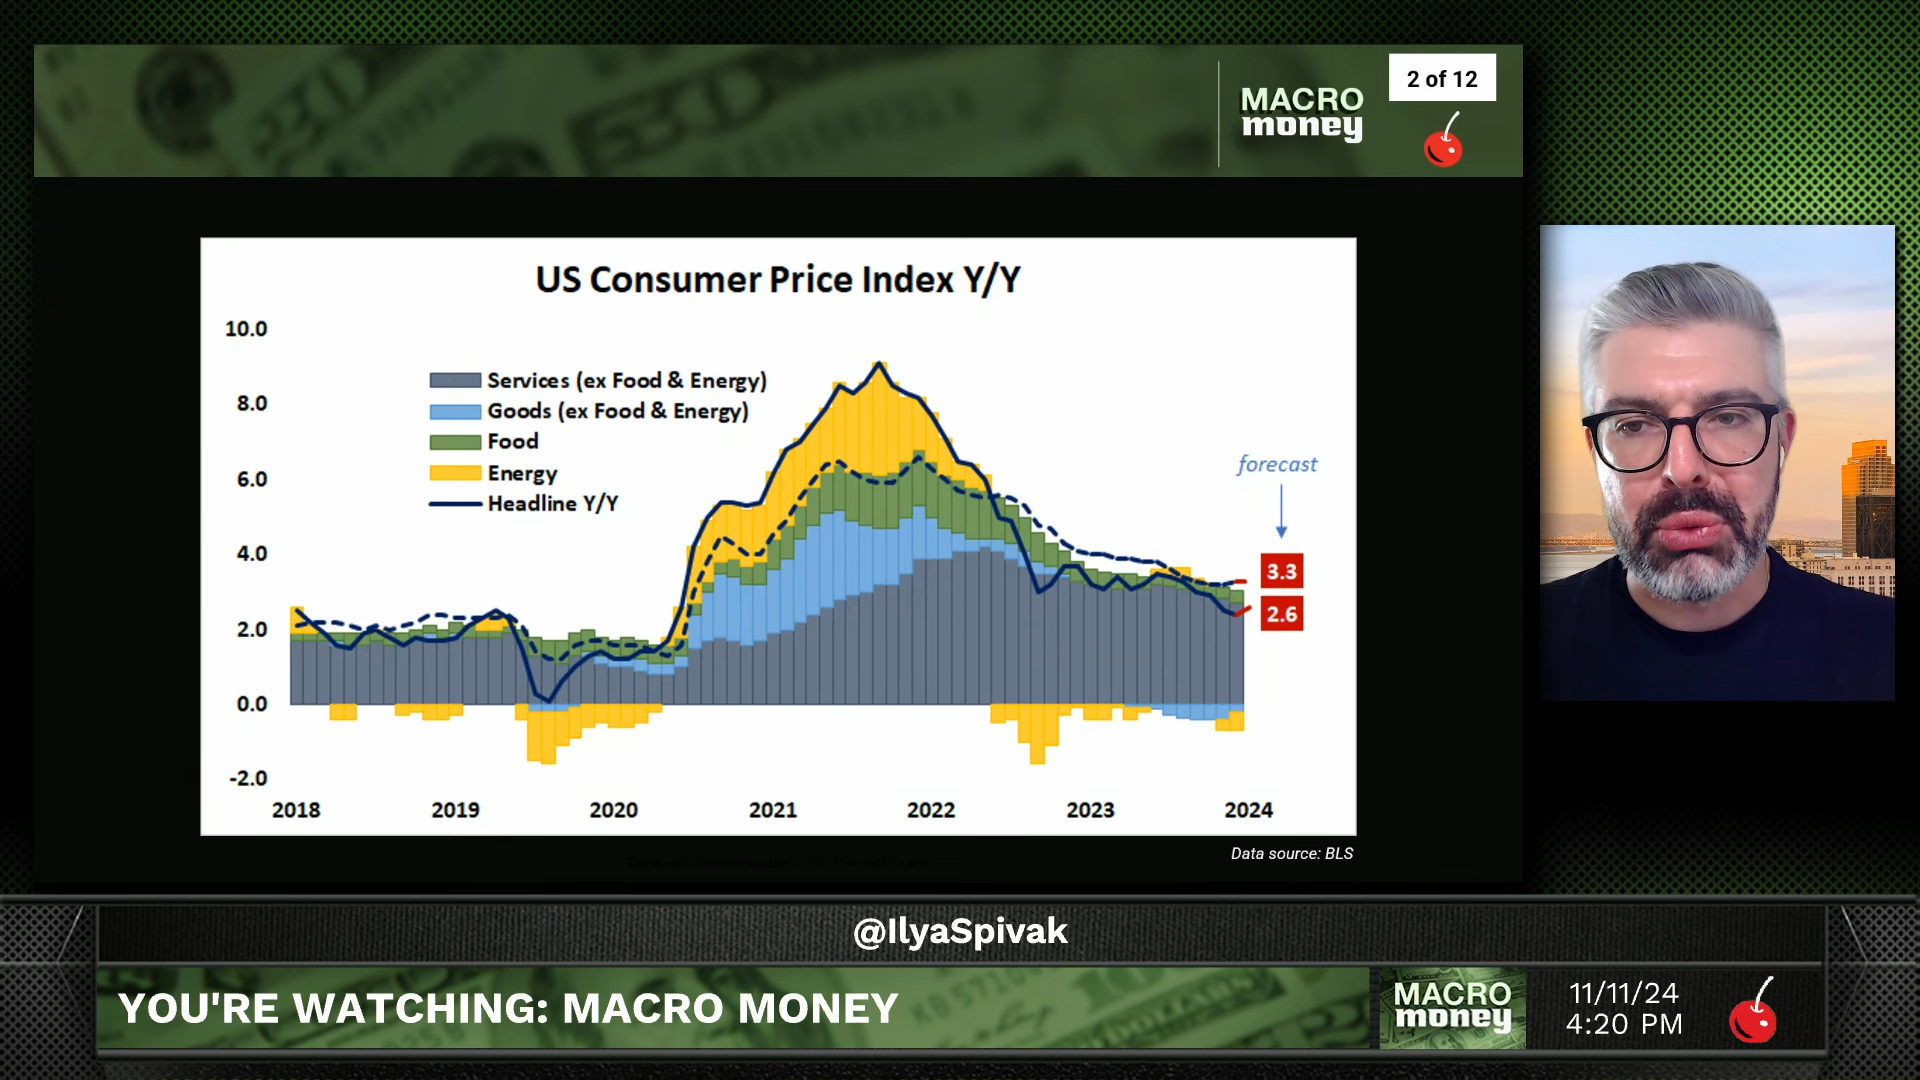 MACRO
money
2 of 12
US Consumer Price Index Y/Y
10.0
8.0
6.0
4.0
2.0
0.0
-2.0
Services (ex Food & Energy)
Goods (ex Food & Energy)
Food
Energy
Headline Y/Y
forecast
3.3
2.6
2018
2019
2020
2021
2022
2023
2024
Data source: BLS
@IlyaSpivak
YOU'RE WATCHING: MACRO MONEY
MACRO
money
11/11/24
4:20 PM